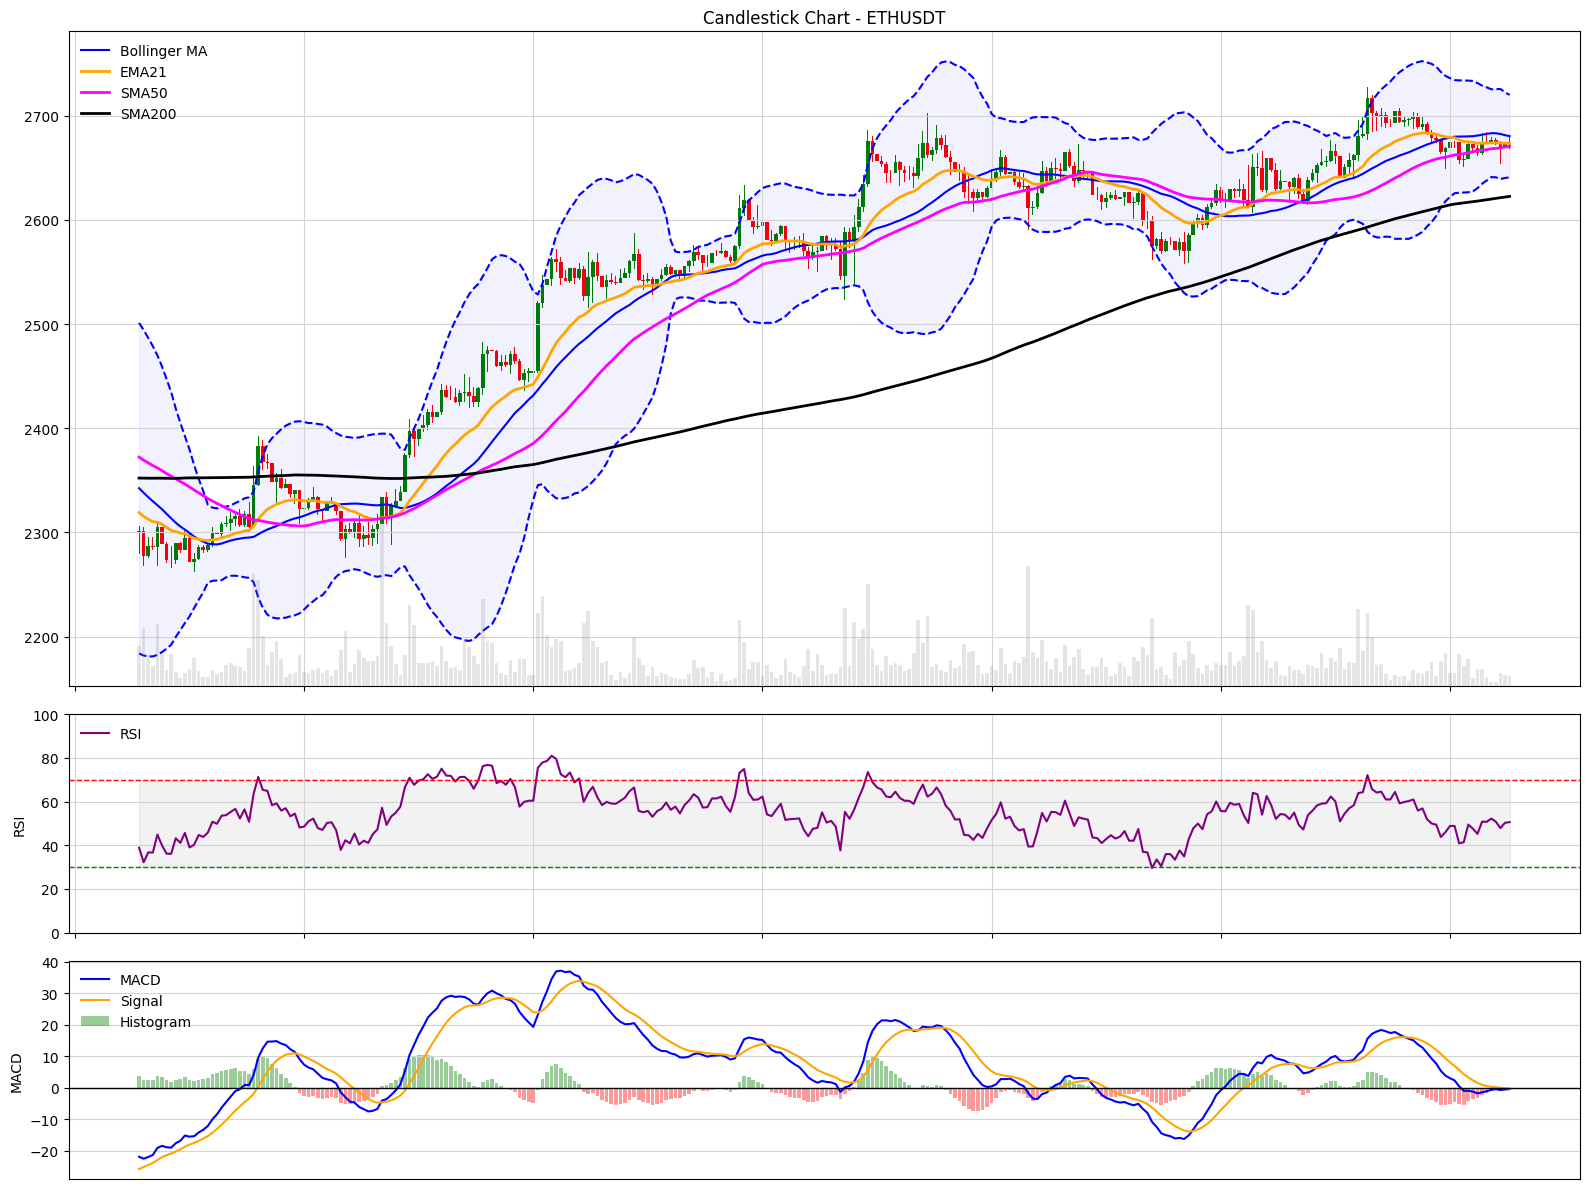 Candlestick Chart - ETHUSDT
Bollinger MA
EMA21
SMA50
SMA200
2700
2600
2500
2400
2300
2200
100
80
60
40
20
0
RSI
RSI
40
30
20
10
0
−10
−20
MACD
MACD
Signal
Histogram